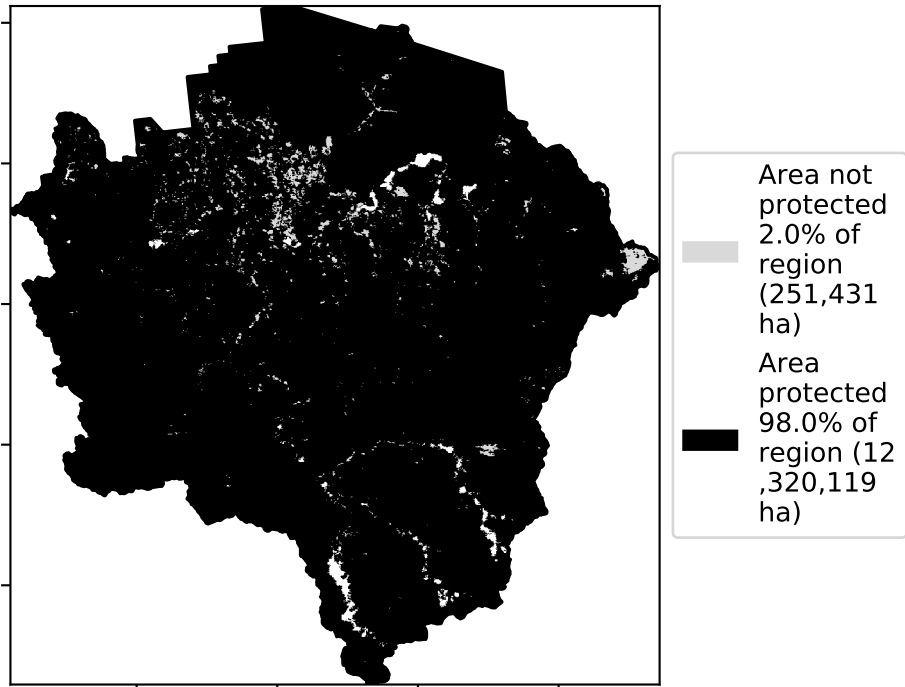 Area not
protected
2.0% of
region
(251,431
ha)
Area
protected
98.0% of
region (12
,320,119
ha)